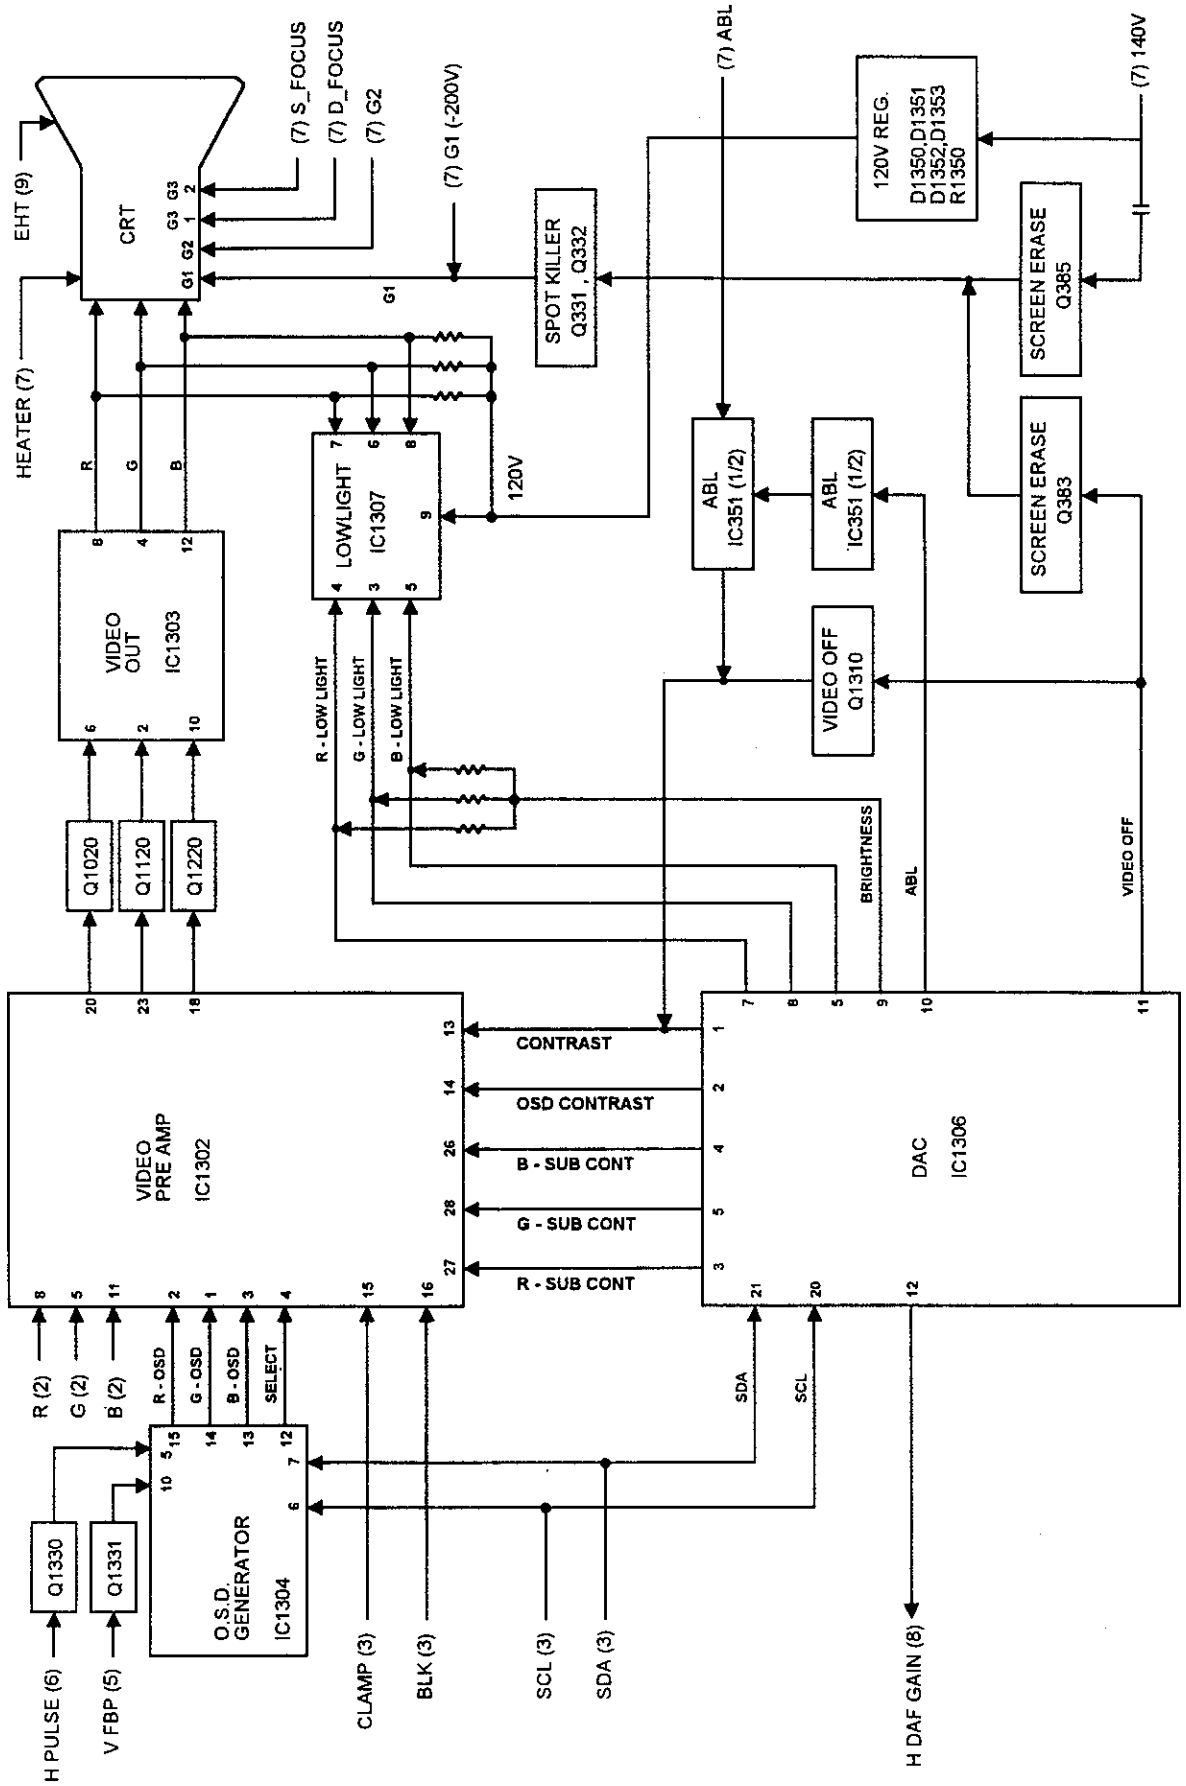 H PULSE (6)
Q1330
V FBP (5)
Q1331
O.S.D.
GENERATOR
IC1304
5
10
15
14
13
12
7
6
R - OSD
G - OSD
B - OSD
SELECT
R (2)
G (2)
B (2)
8
5
11
2
1
3
4
15
16
CLAMP (3)
BLK (3)
SCL (3)
SDA (3)
SDA
SCL
H DAF GAIN (8)
VIDEO
PRE AMP
IC1302
20
23
18
13
14
26
28
27
CONTRAST
OSD CONTRAST
B - SUB CONT
G - SUB CONT
R - SUB CONT
1
2
4
5
3
21
20
12
DAC
IC1306
7
8
5
9
10
11
Q1020
Q1120
Q1220
VIDEO
OUT
IC1303
6
2
10
8
4
12
R
G
B
R - LOW LIGHT
G - LOW LIGHT
B - LOW LIGHT
BRIGHTNESS
ABL
VIDEO OFF
LOWLIGHT
IC1307
4
3
5
7
6
8
9
120V
VIDEO OFF
Q1310
ABL
IC351 (1/2)
ABL
IC351 (1/2)
SCREEN ERASE
Q383
SCREEN ERASE
Q385
SPOT KILLER
Q331 , Q332
120V REG.
D1350,D1351
D1352,D1353
R1350
HEATER (7)
EHT (9)
CRT
G1
G2
G3
1
G3
2
G1
(7) S_FOCUS
(7) D_FOCUS
(7) G2
(7) G1 (-200V)
(7) ABL
(7) 140V